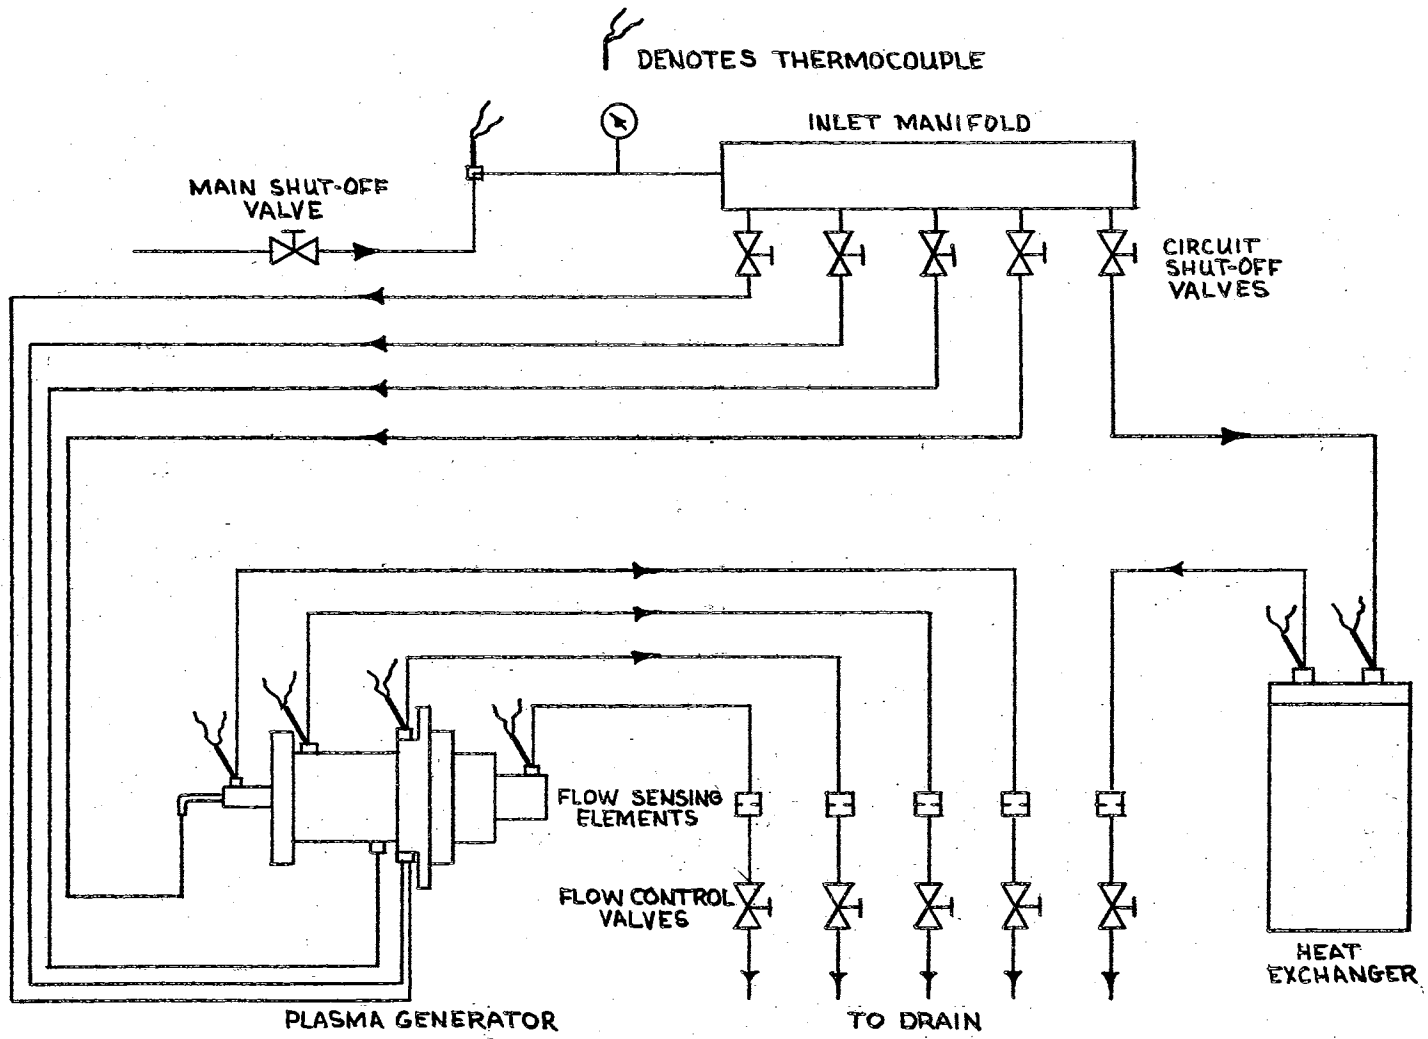 DENOTES THERMOCOUPLE
INLET MANIFOLD
MAIN SHUT-OFF
VALVE
CIRCUIT
SHUT-OFF
VALVES
FLOW SENSING
ELEMENTS
FLOW CONTROL
VALVES
HEAT
EXCHANGER
PLASMA GENERATOR
TO DRAIN